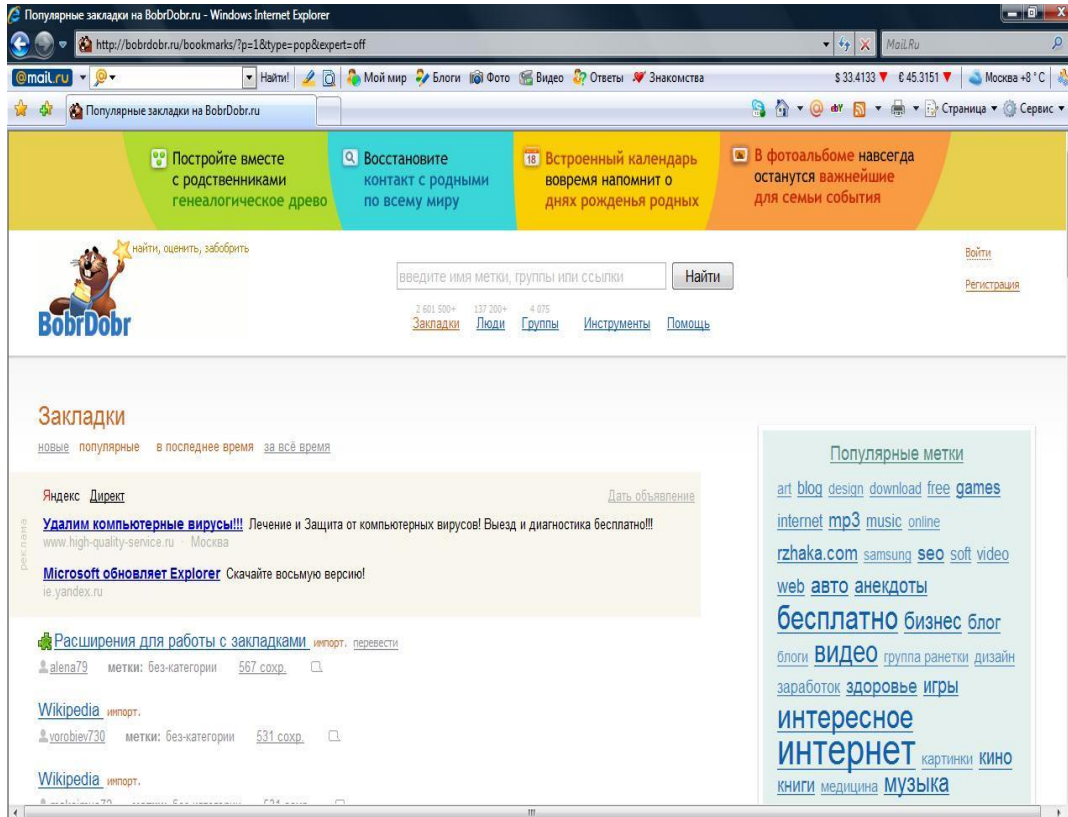 Популярные закладки на BobrDobr.ru - Windows Internet Explorer
http://bobrdobr.ru/bookmarks/?p=1&type=pop&expert=off
Mail.Ru
@mail.ru Найти! Мой мир Блоги Фото Видео Ответы Знакомства $ 33.4133 € 45.3151 Москва +8 °C
Популярные закладки на BobrDobr.ru Страница Сервис
Постройте вместе
с родственниками
генеалогическое древо
Восстановите
контакт с родными
по всему миру
18 Встроенный календарь
вовремя напомнит о
днях рожденья родных
В фотоальбоме навсегда
останутся важнейшие
для семьи события
найти, оценить, забобрить
BobrDobr
введите имя метки, группы или ссылки Найти
2 601 500+ 137 200+ 4 075
Закладки Люди Группы Инструменты Помощь
Войти
Регистрация
Закладки
новые популярные в последнее время за всё время
реклама
Яндекс Директ Дать объявление
Удалим компьютерные вирусы!!! Лечение и Защита от компьютерных вирусов! Выезд и диагностика бесплатно!!!
www.high-quality-service.ru · Москва
Microsoft обновляет Explorer Скачайте восьмую версию!
ie.yandex.ru
Расширения для работы с закладками импорт. перевести
alena79 метки: без-категории 567 сохр.
Wikipedia импорт.
vorobiev730 метки: без-категории 531 сохр.
Wikipedia импорт.
Популярные метки
art blog design download free games
internet mp3 music online
rzhaka.com samsung seo soft video
web авто анекдоты
бесплатно бизнес блог
блоги видео группа ранетки дизайн
заработок здоровье игры
интересное
интернет картинки кино
книги медицина музыка